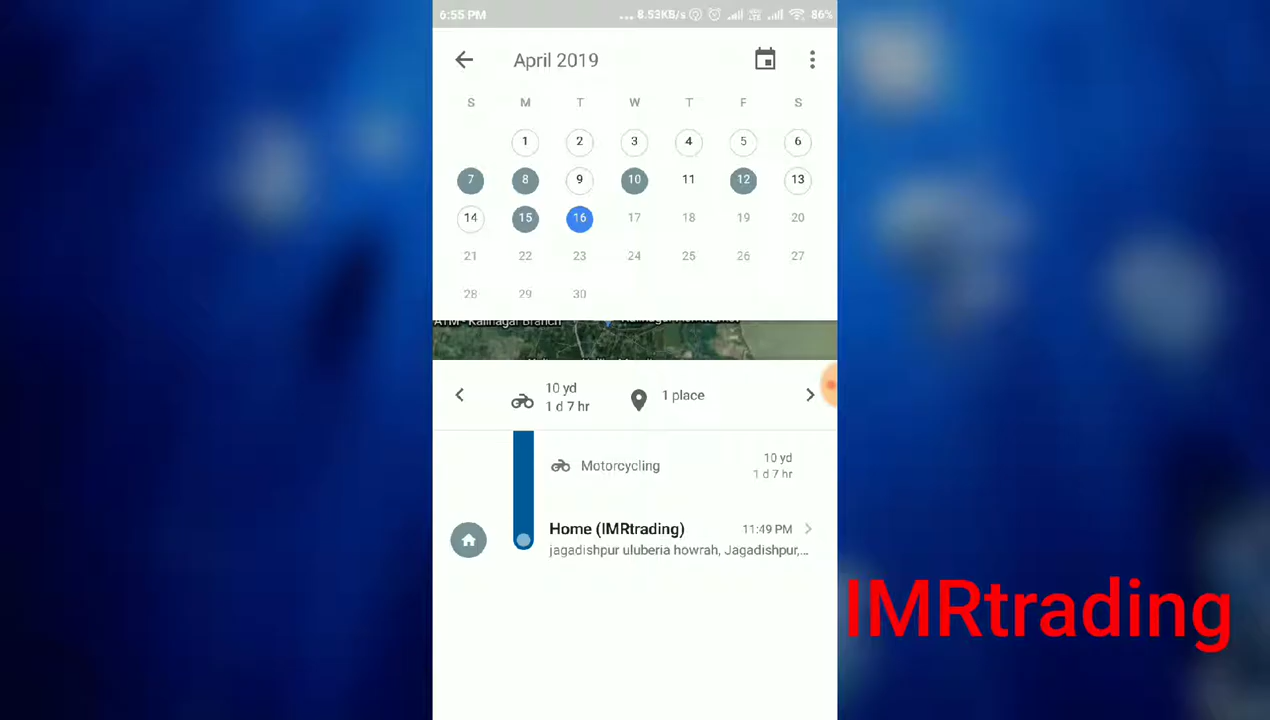 6:55 PM
... 8.53KB/s 86%
April 2019
S M T W T F S
1 2 3 4 5 6
7 8 9 10 11 12 13
14 15 16 17 18 19 20
21 22 23 24 25 26 27
28 29 30
ATM - Kalinagar Branch
10 yd
1 d 7 hr
1 place
Motorcycling
10 yd
1 d 7 hr
Home (IMRtrading)
11:49 PM
jagadishpur uluberia howrah, Jagadishpur,...
IMRtrading